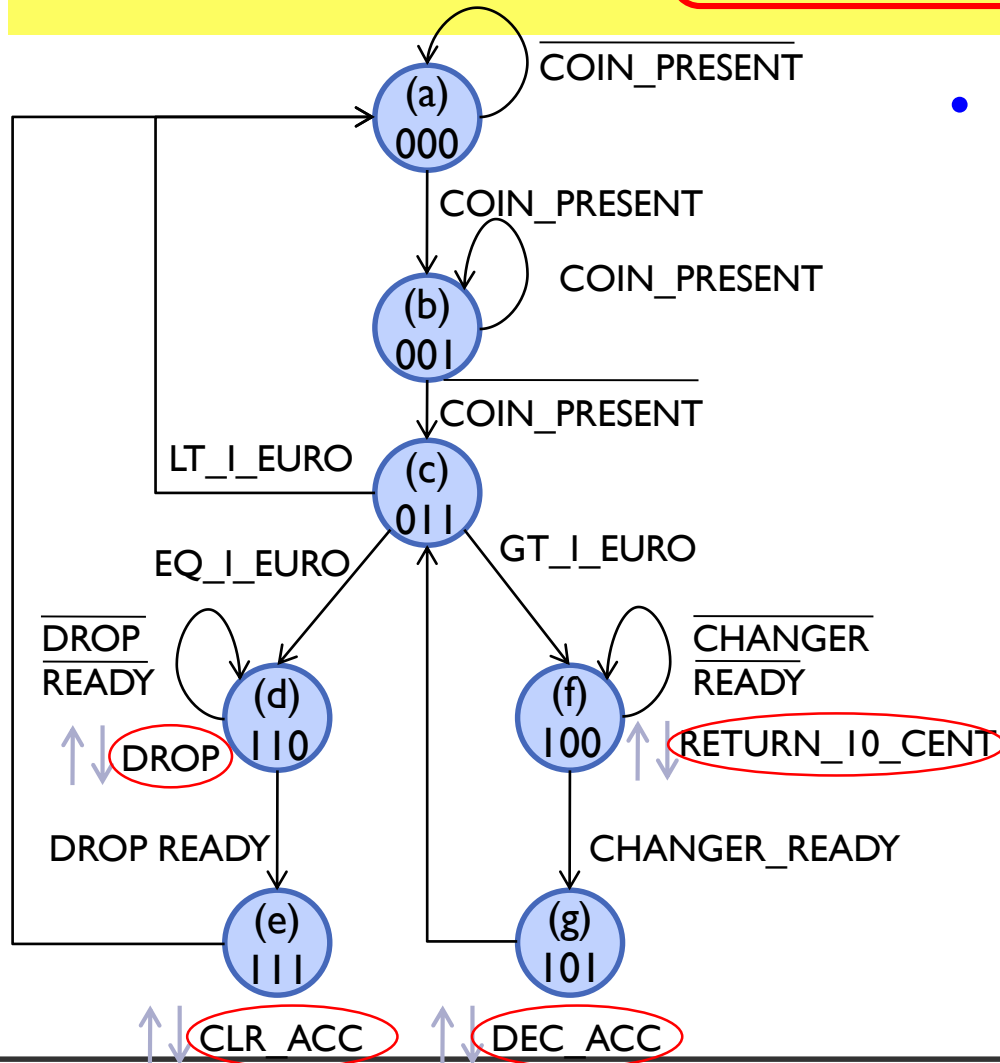 COIN_PRESENT
(a)
000
COIN_PRESENT
COIN_PRESENT
(b)
001
COIN_PRESENT
LT_1_EURO
(c)
011
EQ_1_EURO
GT_1_EURO
DROP
READY
CHANGER
READY
(d)
110
(f)
100
DROP
RETURN_10_CENT
DROP READY
CHANGER_READY
(e)
111
(g)
101
CLR_ACC
DEC_ACC